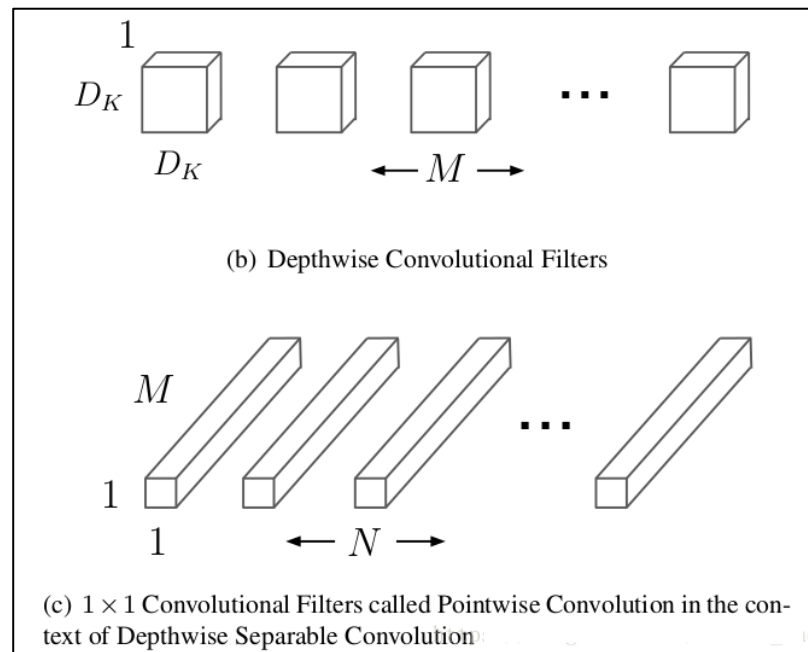 1
D_K
D_K
← M →
(b) Depthwise Convolutional Filters
M
1
1
← N →
(c) 1 × 1 Convolutional Filters called Pointwise Convolution in the con-
text of Depthwise Separable Convolution